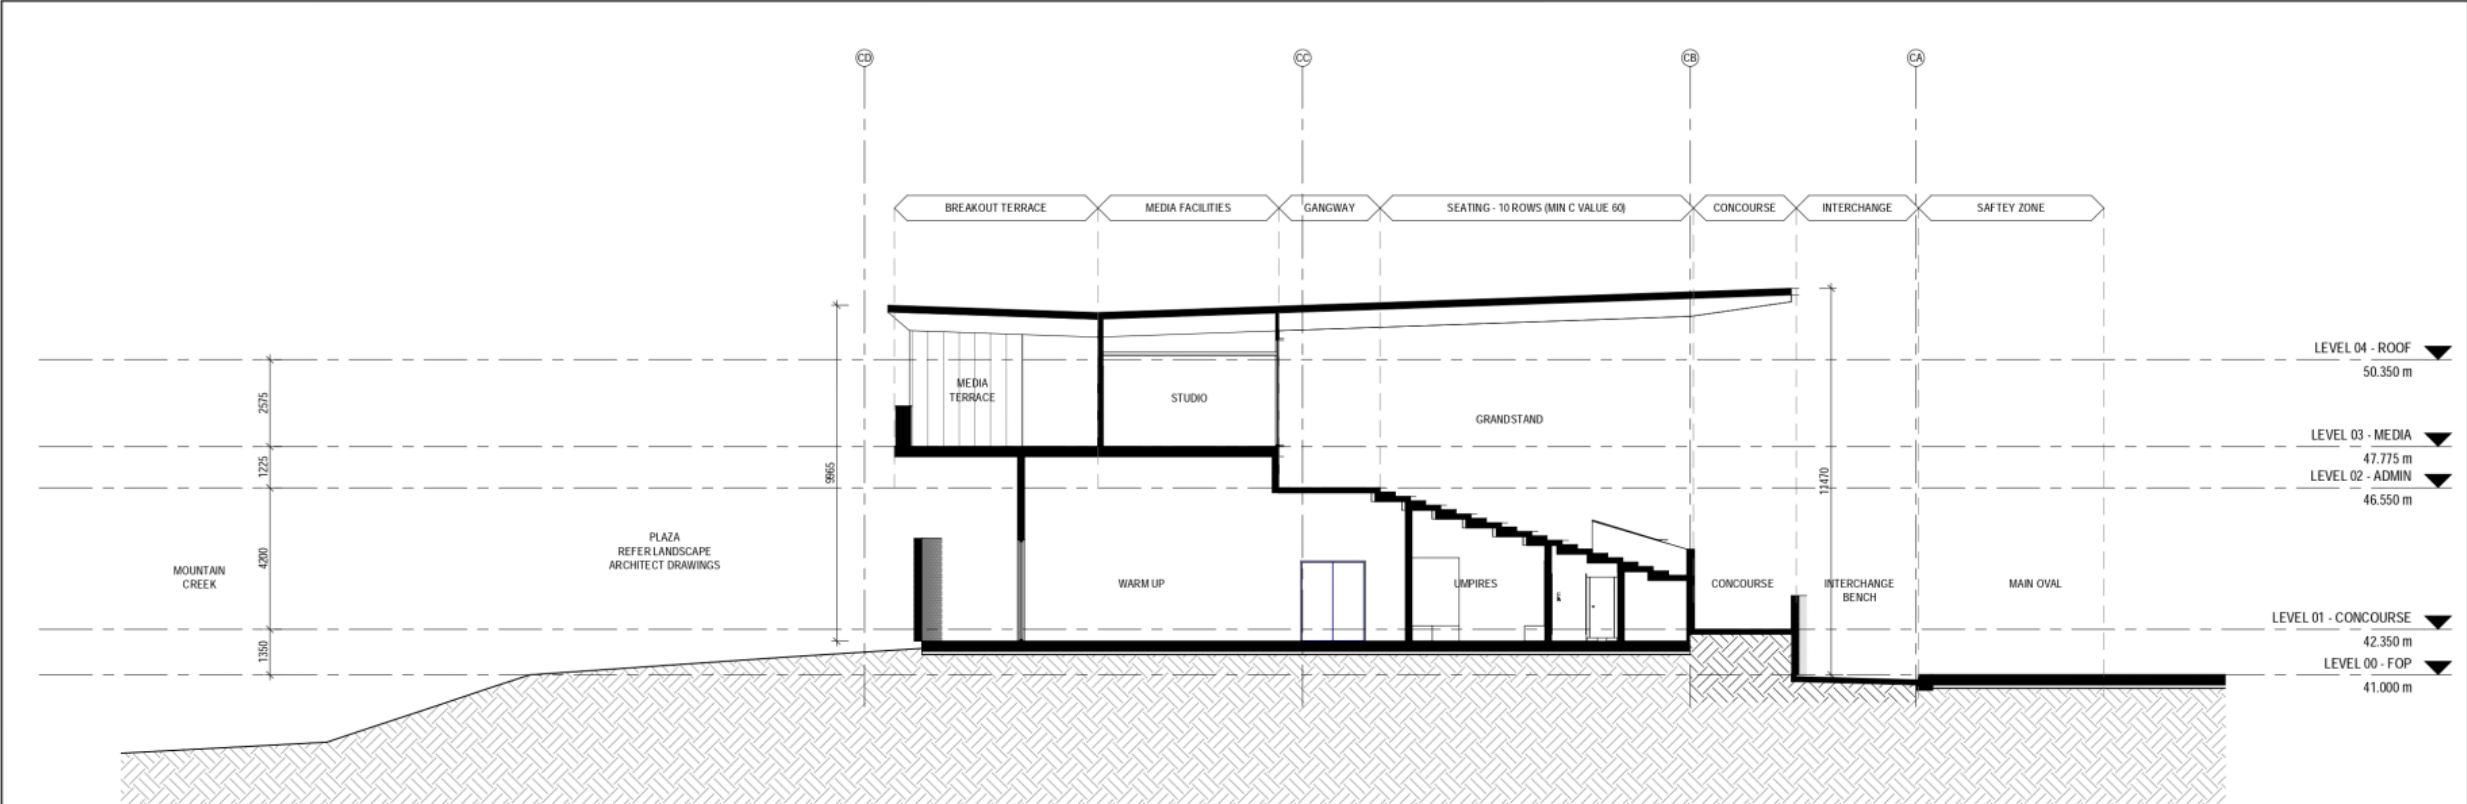 CD
CC
CB
CA
BREAKOUT TERRACE
MEDIA FACILITIES
GANGWAY
SEATING - 10 ROWS (MIN C VALUE 60)
CONCOURSE
INTERCHANGE
SAFTEY ZONE
LEVEL 04 - ROOF
50.350 m
2575
MEDIA
TERRACE
STUDIO
GRANDSTAND
LEVEL 03 - MEDIA
47.775 m
1225
9965
11470
LEVEL 02 - ADMIN
46.550 m
MOUNTAIN
CREEK
4200
PLAZA
REFER LANDSCAPE
ARCHITECT DRAWINGS
WARM UP
UMPIRES
CONCOURSE
INTERCHANGE
BENCH
MAIN OVAL
LEVEL 01 - CONCOURSE
42.350 m
1350
LEVEL 00 - FOP
41.000 m